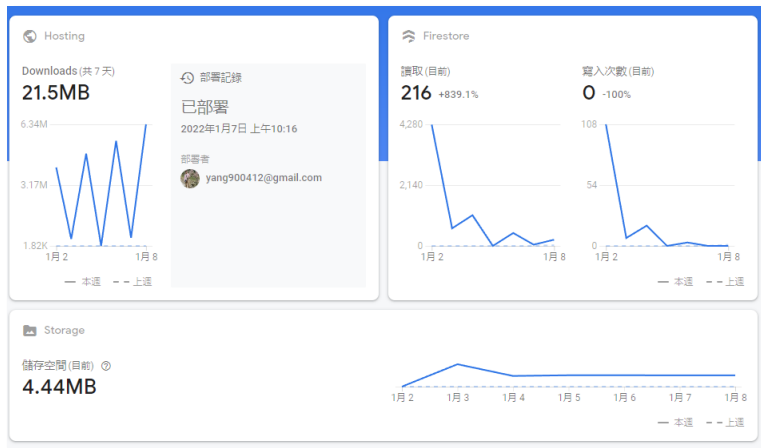 Hosting
Downloads (共 7 天)
21.5MB
6.34M
3.17M
1.82K
1月 2
1月 8
本週
上週
部署記錄
已部署
2022年1月7日 上午10:16
部署者
yang900412@gmail.com
Firestore
讀取(目前)
216 +839.1%
4,280
2,140
0
1月 2
1月 8
寫入次數(目前)
0 -100%
108
54
0
1月 2
1月 8
本週
上週
Storage
儲存空間(目前)
4.44MB
1月 2 1月 3 1月 4 1月 5 1月 6 1月 7 1月 8
本週
上週